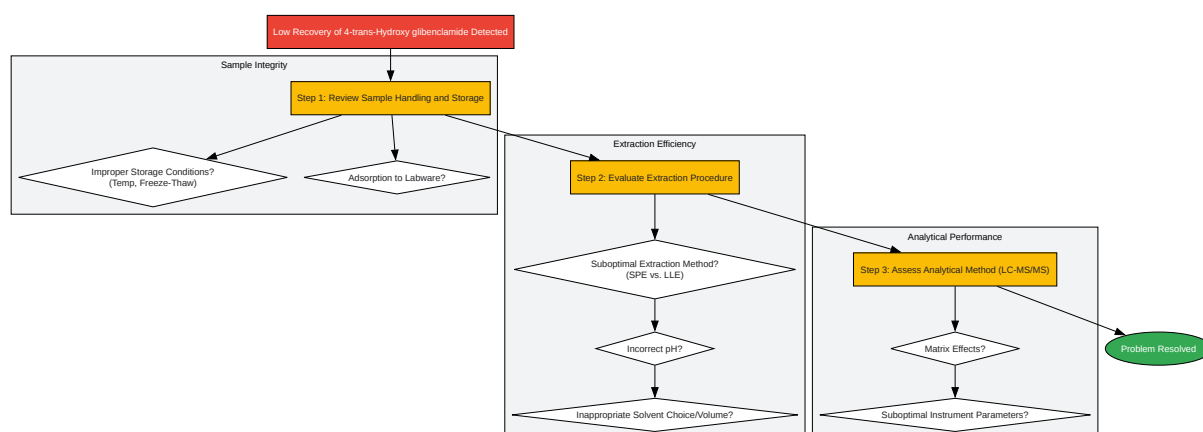 Low Recovery of 4-trans-Hydroxy glibenclamide Detected
Sample Integrity
Step 1: Review Sample Handling and Storage
Improper Storage Conditions?
(Temp, Freeze-Thaw)
Adsorption to Labware?
Extraction Efficiency
Step 2: Evaluate Extraction Procedure
Suboptimal Extraction Method?
(SPE vs. LLE)
Incorrect pH?
Inappropriate Solvent Choice/Volume?
Analytical Performance
Step 3: Assess Analytical Method (LC-MS/MS)
Matrix Effects?
Suboptimal Instrument Parameters?
Problem Resolved